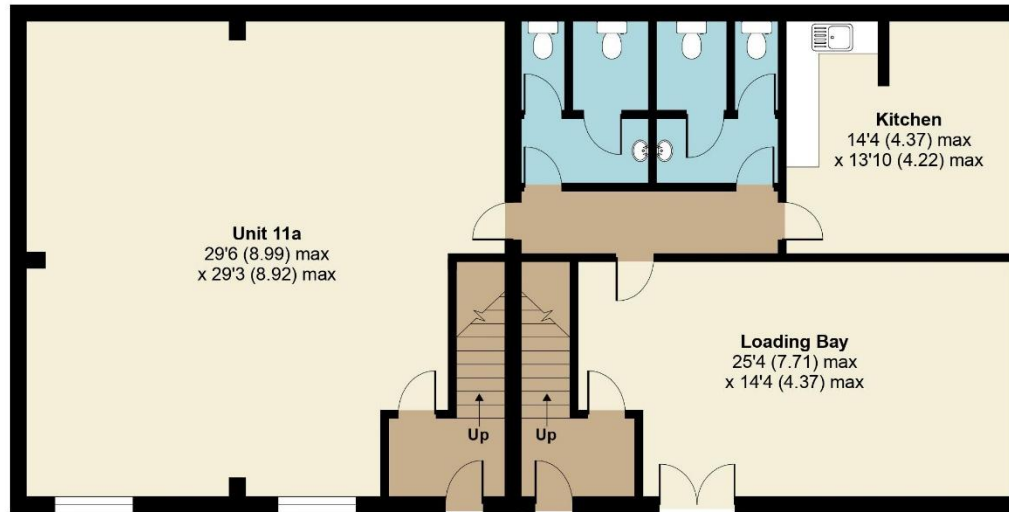 Unit 11a
29'6 (8.99) max
x 29'3 (8.92) max
Kitchen
14'4 (4.37) max
x 13'10 (4.22) max
Loading Bay
25'4 (7.71) max
x 14'4 (4.37) max
Up
Up